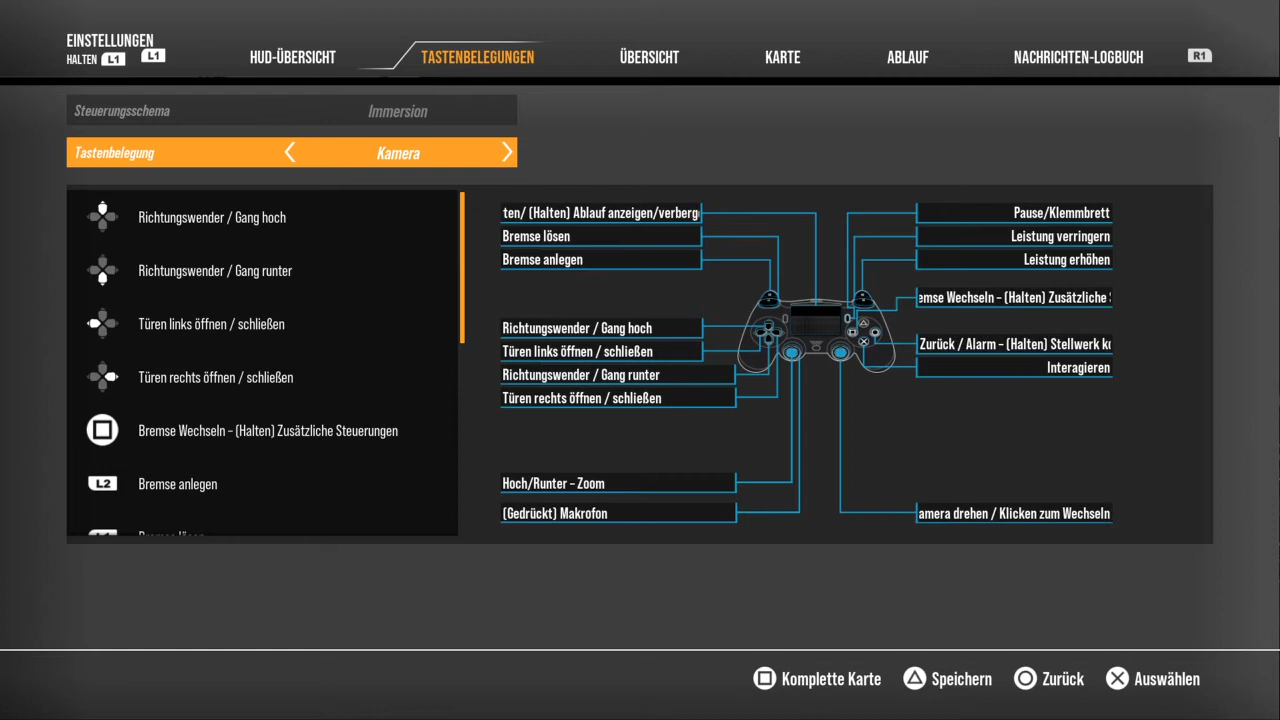 EINSTELLUNGEN
HALTEN L1 L1
HUD-ÜBERSICHT
TASTENBELEGUNGEN
ÜBERSICHT
KARTE
ABLAUF
NACHRICHTEN-LOGBUCH
R1
Steuerungsschema Immersion
Tastenbelegung Kamera
Richtungswender / Gang hoch
Richtungswender / Gang runter
Türen links öffnen / schließen
Türen rechts öffnen / schließen
Bremse Wechseln – (Halten) Zusätzliche Steuerungen
L2 Bremse anlegen
ten/ (Halten) Ablauf anzeigen/verberg
Bremse lösen
Bremse anlegen
Richtungswender / Gang hoch
Türen links öffnen / schließen
Richtungswender / Gang runter
Türen rechts öffnen / schließen
Hoch/Runter – Zoom
(Gedrückt) Makrofon
Pause/Klemmbrett
Leistung verringern
Leistung erhöhen
emse Wechseln – (Halten) Zusätzliche
Zurück / Alarm – (Halten) Stellwerk ko
Interagieren
amera drehen / Klicken zum Wechseln
Komplette Karte
Speichern
Zurück
Auswählen